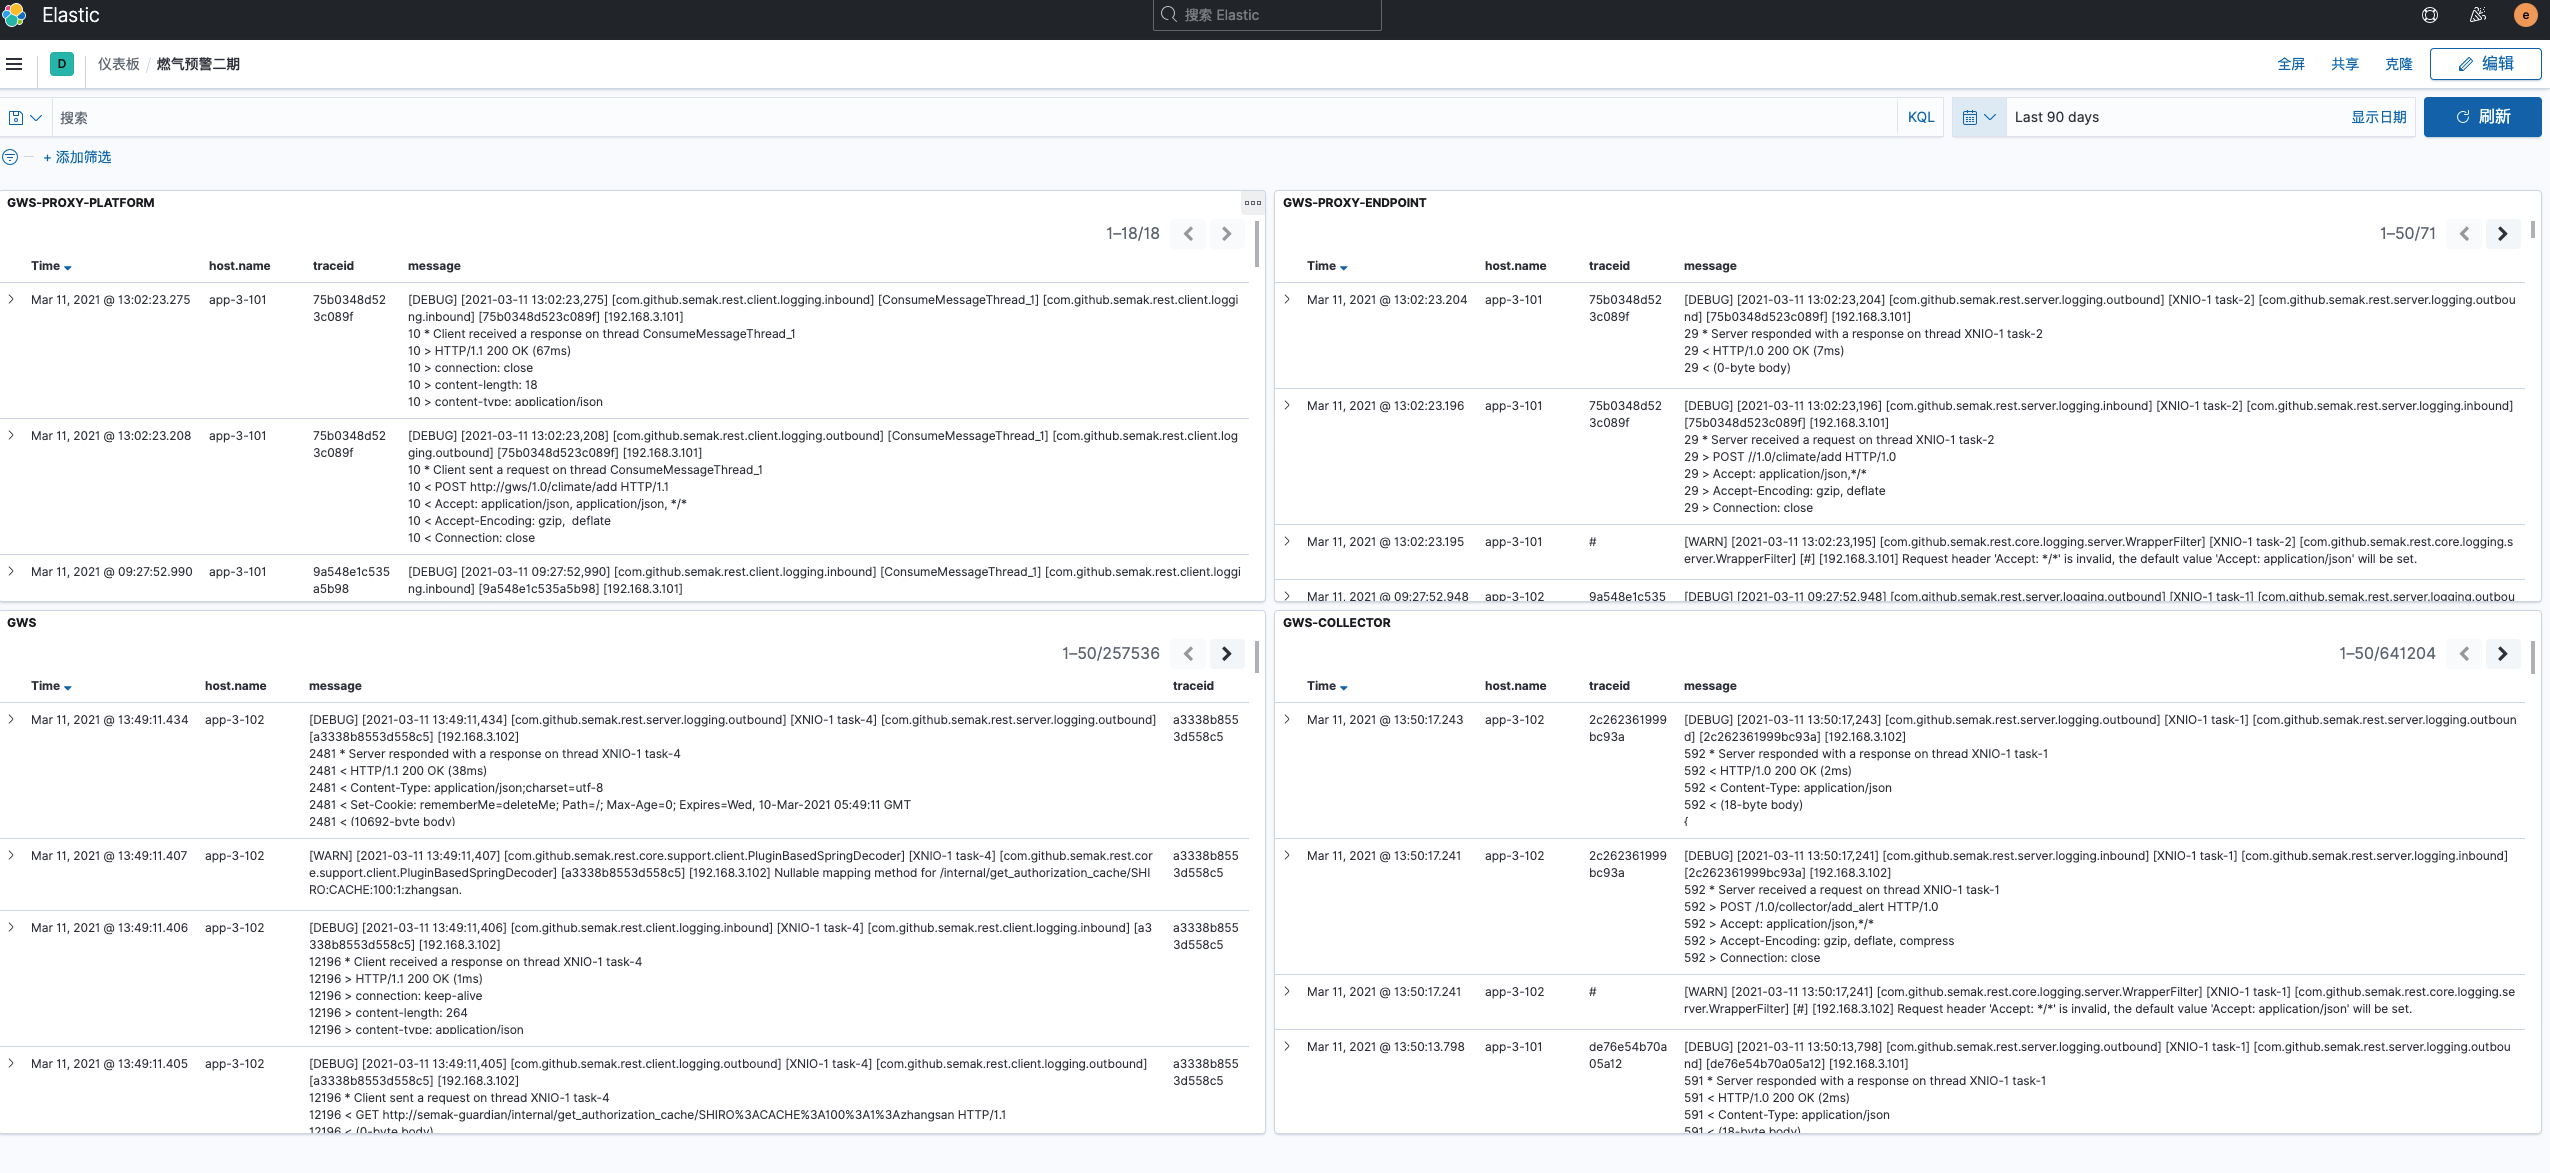 Elastic
搜索 Elastic
e
D
仪表板 / 燃气预警二期
全屏
共享
克隆
编辑
搜索
KQL
Last 90 days
显示日期
刷新
+ 添加筛选
GWS-PROXY-PLATFORM
1–18/18
Time host.name traceid message
Mar 11, 2021 @ 13:02:23.275 app-3-101 75b0348d52 [DEBUG] [2021-03-11 13:02:23,275] [com.github.semak.rest.client.logging.inbound] [ConsumeMessageThread_1] [com.github.semak.rest.client.loggi
3c089f ng.inbound] [75b0348d523c089f] [192.168.3.101]
10 * Client received a response on thread ConsumeMessageThread_1
10 > HTTP/1.1 200 OK (67ms)
10 > connection: close
10 > content-length: 18
10 > content-type: application/json
Mar 11, 2021 @ 13:02:23.208 app-3-101 75b0348d52 [DEBUG] [2021-03-11 13:02:23,208] [com.github.semak.rest.client.logging.outbound] [ConsumeMessageThread_1] [com.github.semak.rest.client.log
3c089f ging.outbound] [75b0348d523c089f] [192.168.3.101]
10 * Client sent a request on thread ConsumeMessageThread_1
10 < POST http://gws/1.0/climate/add HTTP/1.1
10 < Accept: application/json, application/json, */*
10 < Accept-Encoding: gzip, deflate
10 < Connection: close
Mar 11, 2021 @ 09:27:52.990 app-3-101 9a548e1c535 [DEBUG] [2021-03-11 09:27:52,990] [com.github.semak.rest.client.logging.inbound] [ConsumeMessageThread_1] [com.github.semak.rest.client.loggi
a5b98 ng.inbound] [9a548e1c535a5b98] [192.168.3.101]
GWS-PROXY-ENDPOINT
1–50/71
Time host.name traceid message
Mar 11, 2021 @ 13:02:23.204 app-3-101 75b0348d52 [DEBUG] [2021-03-11 13:02:23,204] [com.github.semak.rest.server.logging.outbound] [XNIO-1 task-2] [com.github.semak.rest.server.logging.outbou
3c089f nd] [75b0348d523c089f] [192.168.3.101]
29 * Server responded with a response on thread XNIO-1 task-2
29 < HTTP/1.0 200 OK (7ms)
29 < (0-byte body)
Mar 11, 2021 @ 13:02:23.196 app-3-101 75b0348d52 [DEBUG] [2021-03-11 13:02:23,196] [com.github.semak.rest.server.logging.inbound] [XNIO-1 task-2] [com.github.semak.rest.server.logging.inbound]
3c089f [75b0348d523c089f] [192.168.3.101]
29 * Server received a request on thread XNIO-1 task-2
29 > POST //1.0/climate/add HTTP/1.0
29 > Accept: application/json,*/*
29 > Accept-Encoding: gzip, deflate
29 > Connection: close
Mar 11, 2021 @ 13:02:23.195 app-3-101 # [WARN] [2021-03-11 13:02:23,195] [com.github.semak.rest.core.logging.server.WrapperFilter] [XNIO-1 task-2] [com.github.semak.rest.core.logging.s
erver.WrapperFilter] [#] [192.168.3.101] Request header 'Accept: */*' is invalid, the default value 'Accept: application/json' will be set.
Mar 11, 2021 @ 09:27:52.948 app-3-102 9a548e1c535 [DEBUG] [2021-03-11 09:27:52,948] [com.github.semak.rest.server.logging.outbound] [XNIO-1 task-1] [com.github.semak.rest.server.logging.outbou
GWS
1–50/257536
Time host.name message traceid
Mar 11, 2021 @ 13:49:11.434 app-3-102 [DEBUG] [2021-03-11 13:49:11,434] [com.github.semak.rest.server.logging.outbound] [XNIO-1 task-4] [com.github.semak.rest.server.logging.outbound] a3338b855
[a3338b8553d558c5] [192.168.3.102] 3d558c5
2481 * Server responded with a response on thread XNIO-1 task-4
2481 < HTTP/1.1 200 OK (38ms)
2481 < Content-Type: application/json;charset=utf-8
2481 < Set-Cookie: rememberMe=deleteMe; Path=/; Max-Age=0; Expires=Wed, 10-Mar-2021 05:49:11 GMT
2481 < (10692-byte body)
Mar 11, 2021 @ 13:49:11.407 app-3-102 [WARN] [2021-03-11 13:49:11,407] [com.github.semak.rest.core.support.client.PluginBasedSpringDecoder] [XNIO-1 task-4] [com.github.semak.rest.cor a3338b855
e.support.client.PluginBasedSpringDecoder] [a3338b8553d558c5] [192.168.3.102] Nullable mapping method for /internal/get_authorization_cache/SHI 3d558c5
RO:CACHE:100:1:zhangsan.
Mar 11, 2021 @ 13:49:11.406 app-3-102 [DEBUG] [2021-03-11 13:49:11,406] [com.github.semak.rest.client.logging.inbound] [XNIO-1 task-4] [com.github.semak.rest.client.logging.inbound] [a3 a3338b855
338b8553d558c5] [192.168.3.102] 3d558c5
12196 * Client received a response on thread XNIO-1 task-4
12196 > HTTP/1.1 200 OK (1ms)
12196 > connection: keep-alive
12196 > content-length: 264
12196 > content-type: application/json
Mar 11, 2021 @ 13:49:11.405 app-3-102 [DEBUG] [2021-03-11 13:49:11,405] [com.github.semak.rest.client.logging.outbound] [XNIO-1 task-4] [com.github.semak.rest.client.logging.outbound] a3338b855
[a3338b8553d558c5] [192.168.3.102] 3d558c5
12196 * Client sent a request on thread XNIO-1 task-4
12196 < GET http://semak-guardian/internal/get_authorization_cache/SHIRO%3ACACHE%3A100%3A1%3Azhangsan HTTP/1.1
12196 < (0-byte body)
GWS-COLLECTOR
1–50/641204
Time host.name traceid message
Mar 11, 2021 @ 13:50:17.243 app-3-102 2c262361999 [DEBUG] [2021-03-11 13:50:17,243] [com.github.semak.rest.server.logging.outbound] [XNIO-1 task-1] [com.github.semak.rest.server.logging.outboun
bc93a d] [2c262361999bc93a] [192.168.3.102]
592 * Server responded with a response on thread XNIO-1 task-1
592 < HTTP/1.0 200 OK (2ms)
592 < Content-Type: application/json
592 < (18-byte body)
{
Mar 11, 2021 @ 13:50:17.241 app-3-102 2c262361999 [DEBUG] [2021-03-11 13:50:17,241] [com.github.semak.rest.server.logging.inbound] [XNIO-1 task-1] [com.github.semak.rest.server.logging.inbound]
bc93a [2c262361999bc93a] [192.168.3.102]
592 * Server received a request on thread XNIO-1 task-1
592 > POST /1.0/collector/add_alert HTTP/1.0
592 > Accept: application/json,*/*
592 > Accept-Encoding: gzip, deflate, compress
592 > Connection: close
Mar 11, 2021 @ 13:50:17.241 app-3-102 # [WARN] [2021-03-11 13:50:17,241] [com.github.semak.rest.core.logging.server.WrapperFilter] [XNIO-1 task-1] [com.github.semak.rest.core.logging.se
rver.WrapperFilter] [#] [192.168.3.102] Request header 'Accept: */*' is invalid, the default value 'Accept: application/json' will be set.
Mar 11, 2021 @ 13:50:13.798 app-3-101 de76e54b70a [DEBUG] [2021-03-11 13:50:13,798] [com.github.semak.rest.server.logging.outbound] [XNIO-1 task-1] [com.github.semak.rest.server.logging.outbou
05a12 nd] [de76e54b70a05a12] [192.168.3.101]
591 * Server responded with a response on thread XNIO-1 task-1
591 < HTTP/1.0 200 OK (2ms)
591 < Content-Type: application/json
591 < (18-byte body)